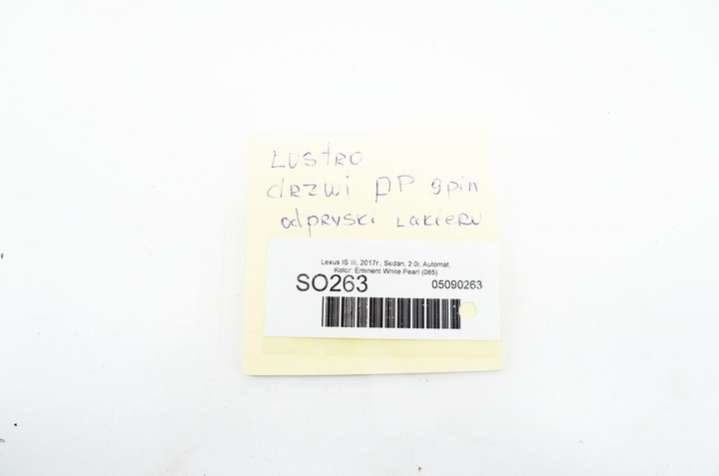 Lustro
drzwi PP 9pin
odpryski lakieru
Lexus IS III, 2017r., Sedan, 2.0i, Automat,
Kolor: Eminent White Pearl (085)
SO263
05090263